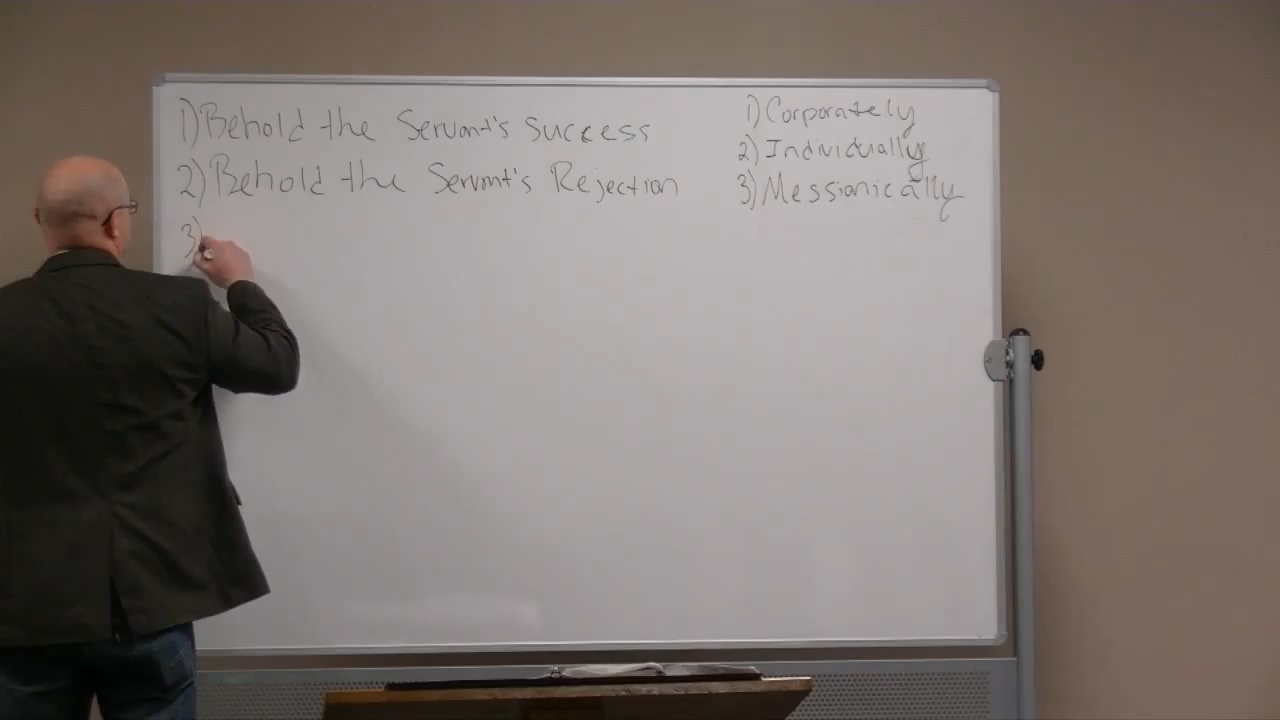 1) Behold the Servant's Success
2) Behold the Servant's Rejection
3)
1) Corporately
2) Individually
3) Messianically